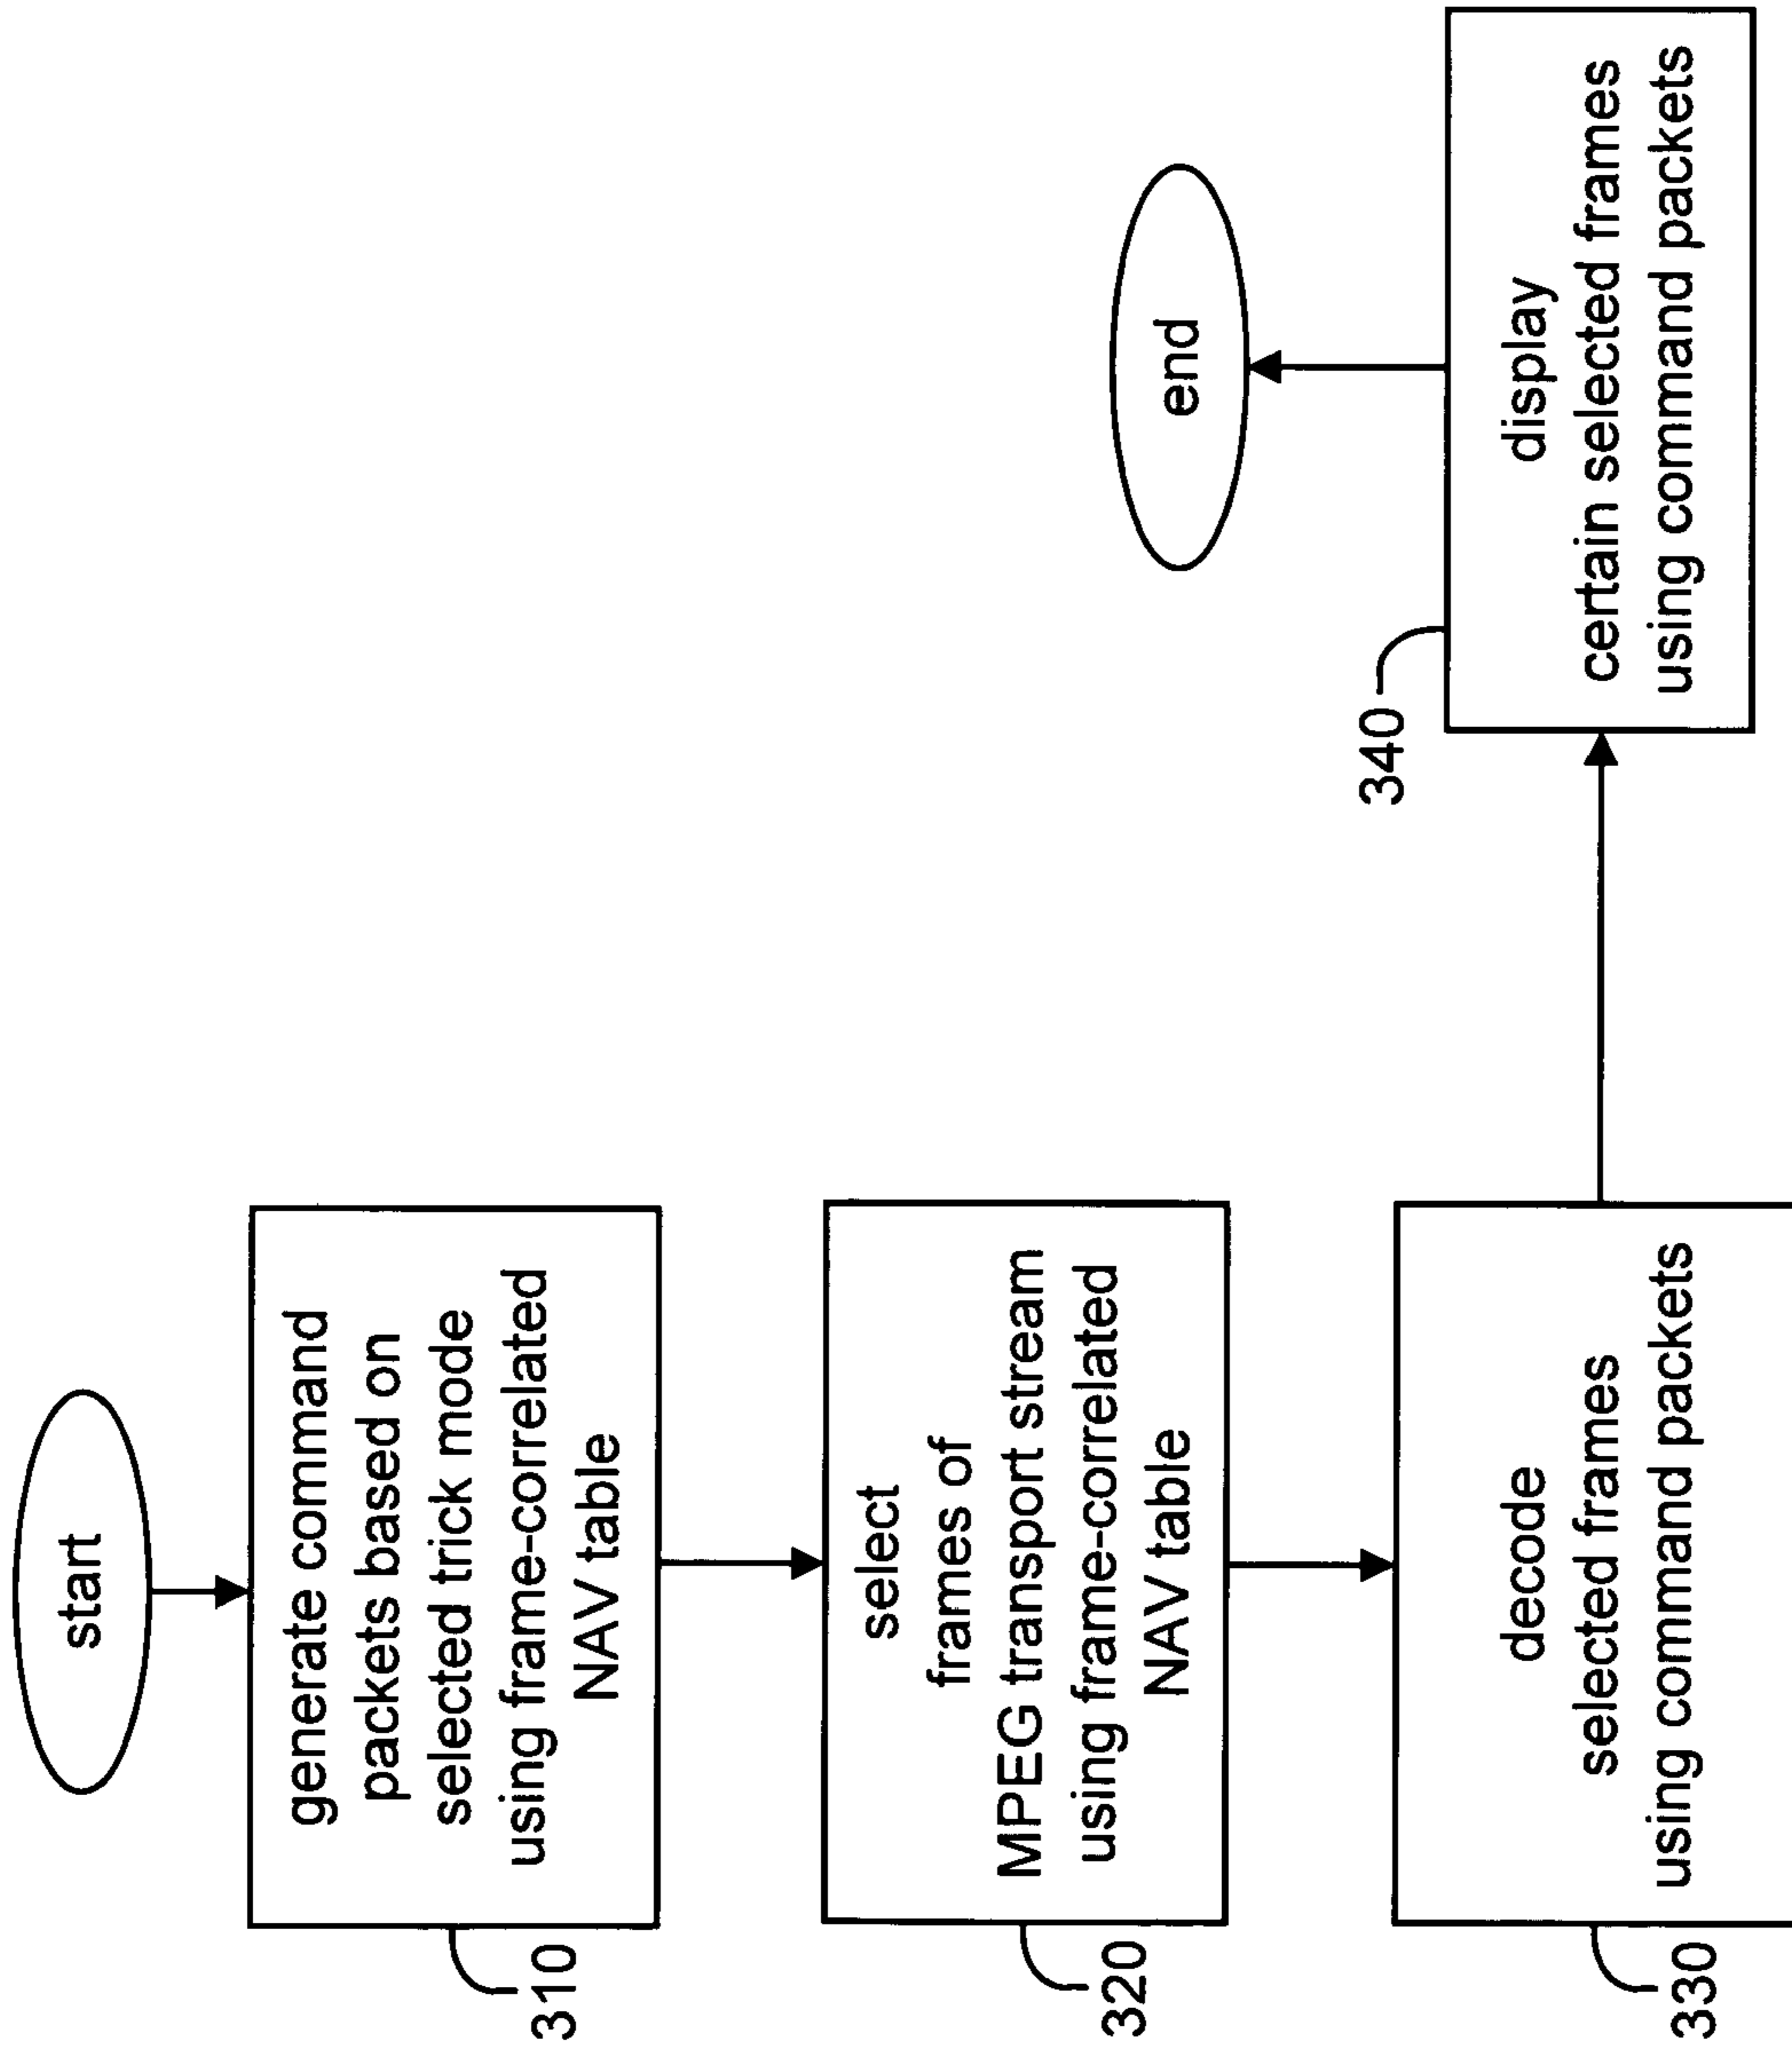 start
310
generate command
packets based on
selected trick mode
using frame-correlated
NAV table
320
select
frames of
MPEG transport stream
using frame-correlated
NAV table
330
decode
selected frames
using command packets
340
display
certain selected frames
using command packets
end